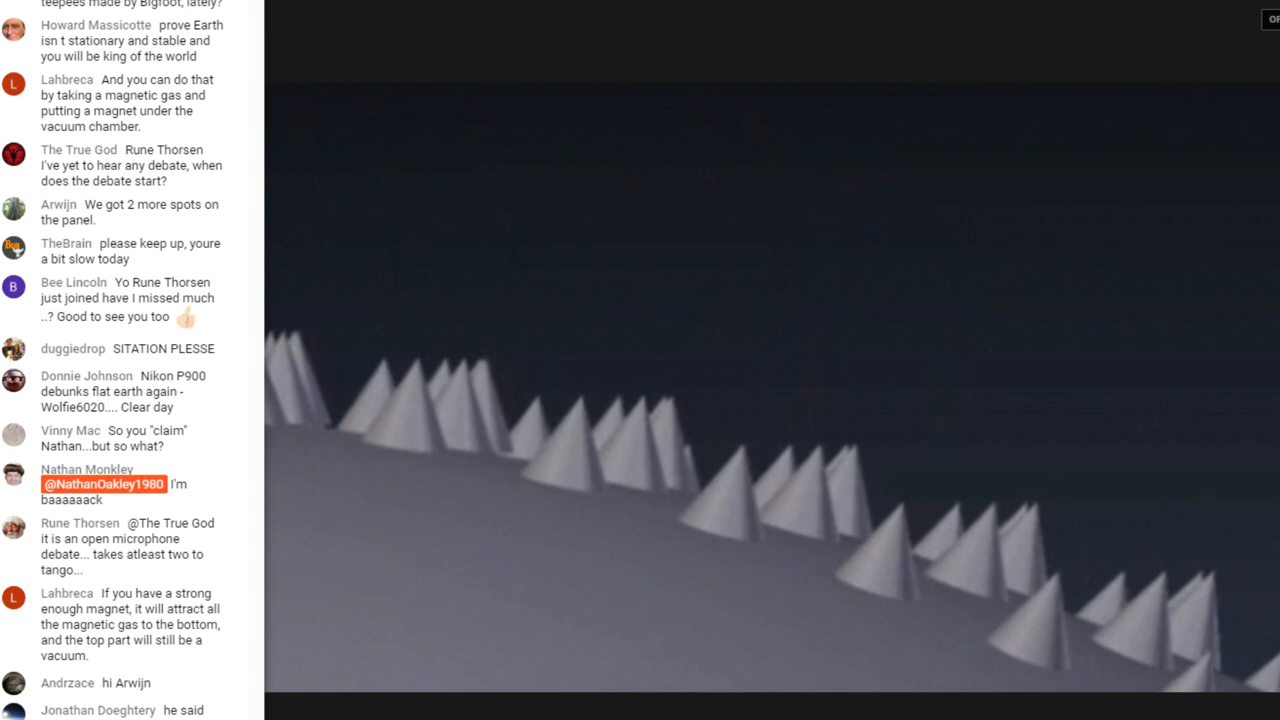 teepees made by Bigfoot, lately?
Howard Massicotte prove Earth
isn t stationary and stable and
you will be king of the world
L
Lahbreca And you can do that
by taking a magnetic gas and
putting a magnet under the
vacuum chamber.
The True God Rune Thorsen
I've yet to hear any debate, when
does the debate start?
Arwijn We got 2 more spots on
the panel.
TheBrain please keep up, youre
a bit slow today
B
Bee Lincoln Yo Rune Thorsen
just joined have I missed much
..? Good to see you too
duggiedrop SITATION PLESSE
Donnie Johnson Nikon P900
debunks flat earth again -
Wolfie6020.... Clear day
Vinny Mac So you "claim"
Nathan...but so what?
Nathan Monkley
@NathanOakley1980 I'm
baaaaaack
Rune Thorsen @The True God
it is an open microphone
debate... takes atleast two to
tango...
L
Lahbreca If you have a strong
enough magnet, it will attract all
the magnetic gas to the bottom,
and the top part will still be a
vacuum.
Andrzace hi Arwijn
Jonathan Doeghtery he said